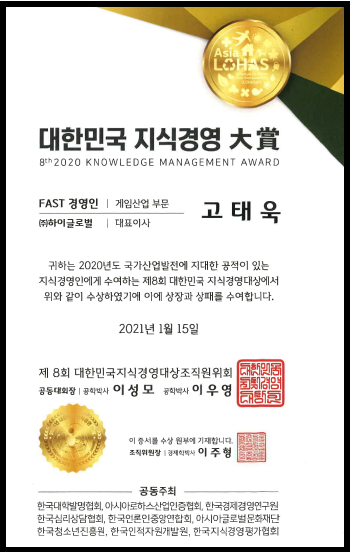 Asia
LOHAS
대한민국 지식경영 大賞
8th 2020 KNOWLEDGE MANAGEMENT AWARD
FAST 경영인 | 게임산업 부문
㈜하이글로벌 | 대표이사
고태욱
귀하는 2020년도 국가산업발전에 지대한 공적이 있는
지식경영인에게 수여하는 제8회 대한민국 지식경영대상에서
위와 같이 수상하였기에 이에 상장과 상패를 수여합니다.
2021년 1월 15일
제 8회 대한민국지식경영대상조직위원회
공동대회장 | 공학박사 이성모 공학박사 이우영
이 증서를 수상 원부에 기재합니다.
조직위원장 | 경제학박사 이주형
공동주최
한국대학발명협회, 아시아로하스산업인증협회, 한국경제경영연구원
한국심리상담협회, 한국언론인중앙연합회, 아시아글로벌문화재단
한국청소년진흥원, 한국인적자원개발원, 한국지식경영평가협회